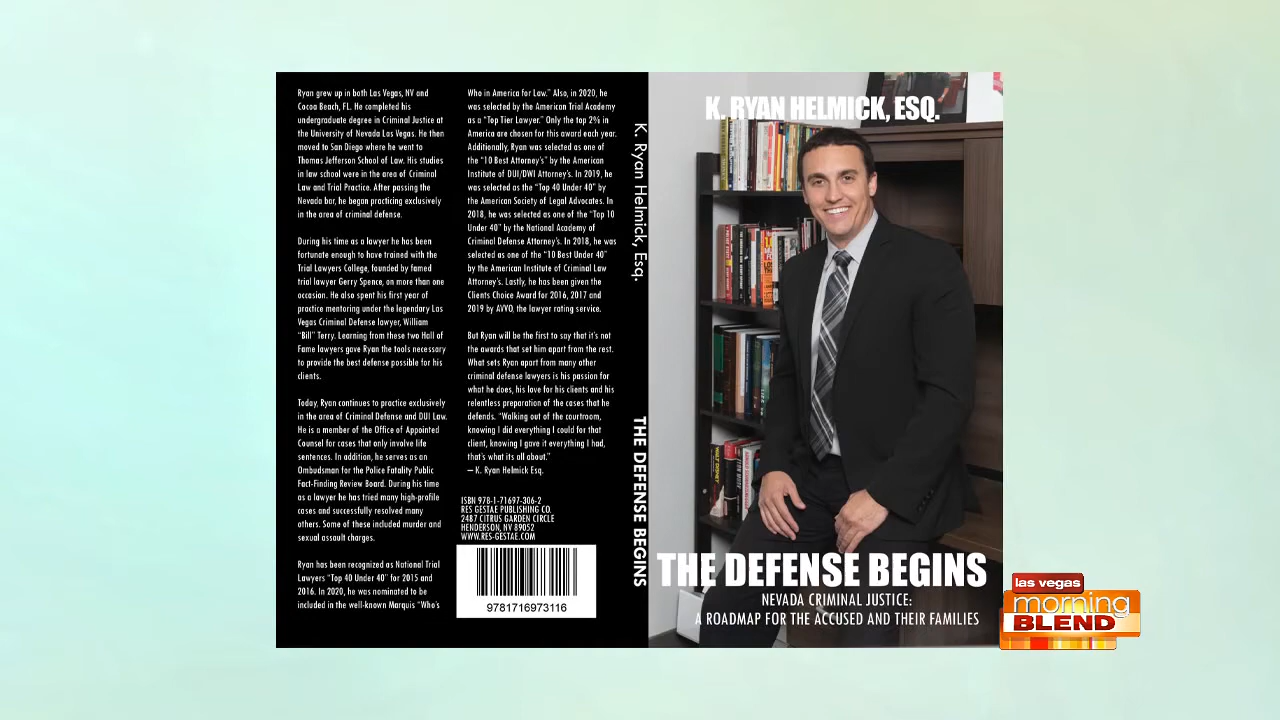 Ryan grew up in both Las Vegas, NV and
Cocoa Beach, FL. He completed his
undergraduate degree in Criminal Justice at
the University of Nevada Las Vegas. He then
moved to San Diego where he went to
Thomas Jefferson School of Law. His studies
in law school were in the area of Criminal
Law and Trial Practice. After passing the
Nevada bar, he began practicing exclusively
in the area of criminal defense.
During his time as a lawyer he has been
fortunate enough to have trained with the
Trial Lawyers College, founded by famed
trial lawyer Gerry Spence, on more than one
occasion. He also spent his first year of
practice mentoring under the legendary Las
Vegas Criminal Defense lawyer, William
"Bill" Terry. Learning from these two Hall of
Fame lawyers gave Ryan the tools necessary
to provide the best defense possible for his
clients.
Today, Ryan continues to practice exclusively
in the area of Criminal Defense and DUI Law.
He is a member of the Office of Appointed
Counsel for cases that only involve life
sentences. In addition, he serves as an
Ombudsman for the Police Fatality Public
Fact-Finding Review Board. During his time
as a lawyer he has tried many high-profile
cases and successfully resolved many
others. Some of these included murder and
sexual assault charges.
Ryan has been recognized as National Trial
Lawyers "Top 40 Under 40" for 2015 and
2016. In 2020, he was nominated to be
included in the well-known Marquis "Who's
Who in America for Law." Also, in 2020, he
was selected by the American Trial Academy
as a "Top Tier Lawyer." Only the top 2% in
America are chosen for this award each year.
Additionally, Ryan was selected as one of
the "10 Best Attorney's" by the American
Institute of DUI/DWI Attorney's. In 2019, he
was selected as the "Top 40 Under 40" by
the American Society of Legal Advocates. In
2018, he was selected as one of the "Top 10
Under 40" by the National Academy of
Criminal Defense Attorney's. In 2018, he was
selected as one of the "10 Best Under 40"
by the American Institute of Criminal Law
Attorney's. Lastly, he has been given the
Clients Choice Award for 2016, 2017 and
2019 by AVVO, the lawyer rating service.
But Ryan will be the first to say that it's not
the awards that set him apart from the rest.
What sets Ryan apart from many other
criminal defense lawyers is his passion for
what he does, his love for his clients and his
relentless preparation of the cases that he
defends. "Walking out of the courtroom,
knowing I did everything I could for that
client, knowing I gave it everything I had,
that's what its all about."
– K. Ryan Helmick Esq.
ISBN 978-1-71697-306-2
RES GESTAE PUBLISHING CO.
2487 CITRUS GARDEN CIRCLE
HENDERSON, NV 89052
WWW.RES-GESTAE.COM
9781716973116
K. Ryan Helmick, Esq.
THE DEFENSE BEGINS
K. RYAN HELMICK, ESQ.
THE DEFENSE BEGINS
NEVADA CRIMINAL JUSTICE:
A ROADMAP FOR THE ACCUSED AND THEIR FAMILIES
las vegas
morning
BLEND